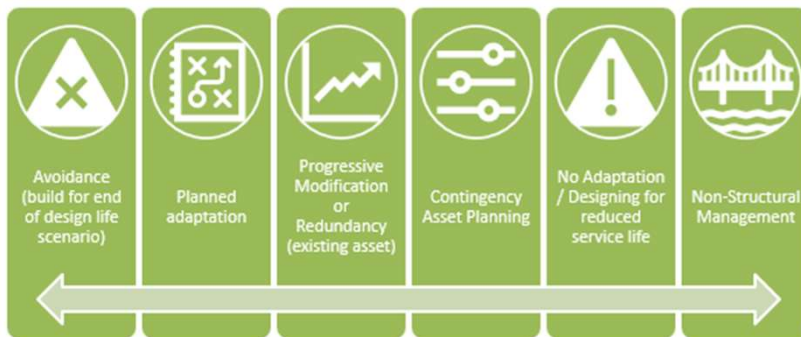 Avoidance
(build for end
of design life
scenario)
Planned
adaptation
Progressive
Modification
or
Redundancy
(existing asset)
Contingency
Asset Planning
No Adaptation
/ Designing for
reduced
service life
Non-Structural
Management